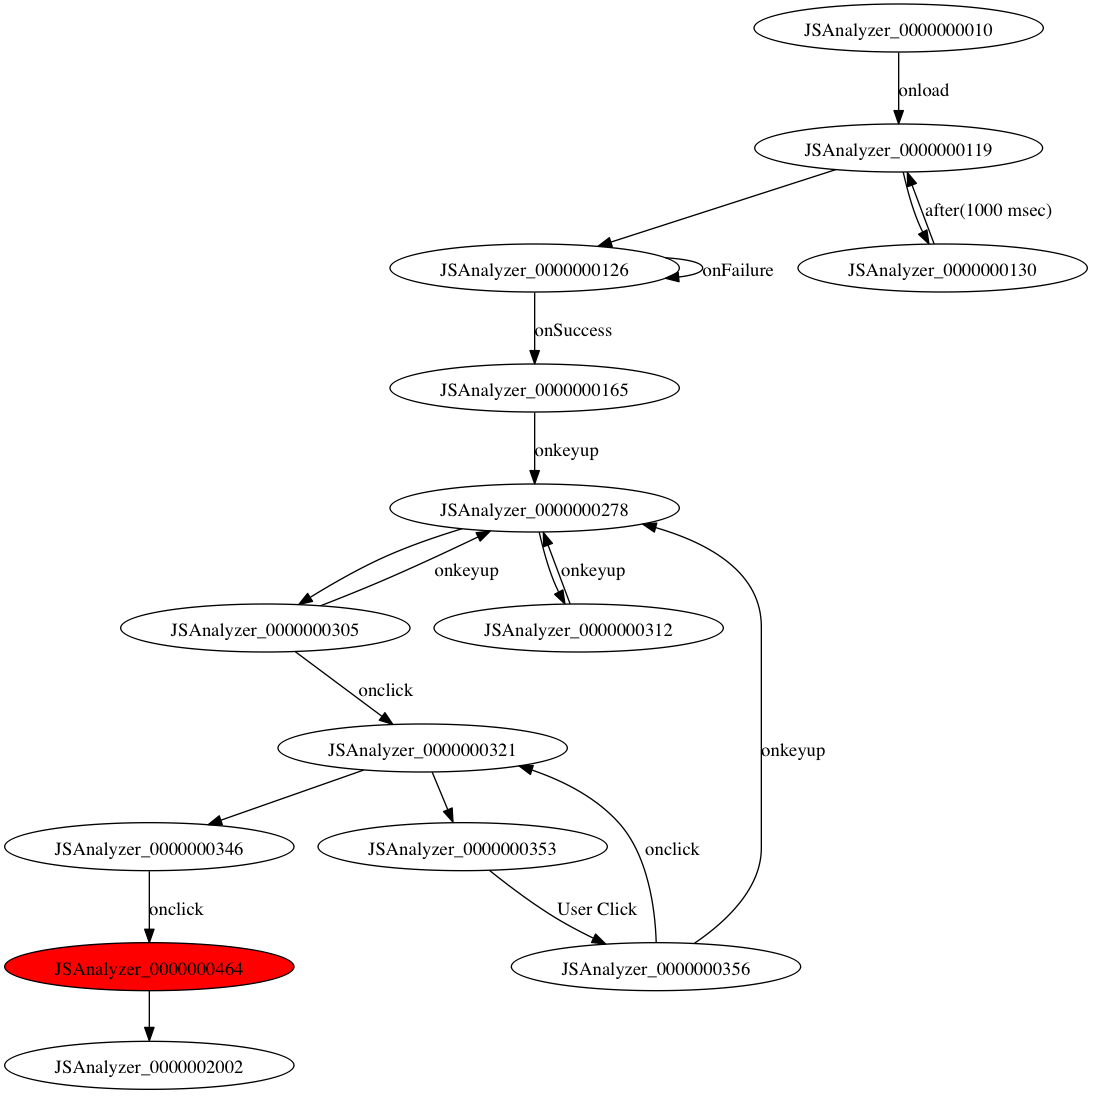 JSAnalyzer_0000000010
onload
JSAnalyzer_0000000119
after(1000 msec)
JSAnalyzer_0000000126
onFailure
JSAnalyzer_0000000130
onSuccess
JSAnalyzer_0000000165
onkeyup
JSAnalyzer_0000000278
onkeyup
onkeyup
JSAnalyzer_0000000305
JSAnalyzer_0000000312
onclick
JSAnalyzer_0000000321
onkeyup
JSAnalyzer_0000000346
JSAnalyzer_0000000353
onclick
onclick
User Click
JSAnalyzer_0000000464
JSAnalyzer_0000000356
JSAnalyzer_0000002002